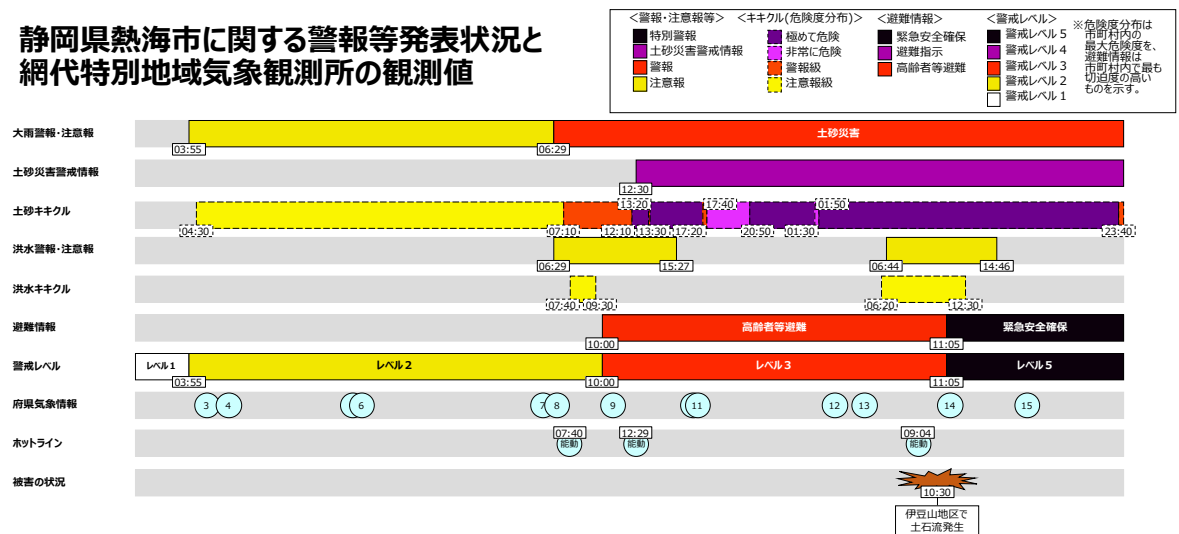 静岡県熱海市に関する警報等発表状況と
網代特別地域気象観測所の観測値
＜警報・注意報等＞
特別警報
土砂災害警戒情報
警報
注意報
＜キキクル(危険度分布)＞
極めて危険
非常に危険
警報級
注意報級
＜避難情報＞
緊急安全確保
避難指示
高齢者等避難
＜警戒レベル＞
警戒レベル５
警戒レベル４
警戒レベル３
警戒レベル２
警戒レベル１
※危険度分布は
市町村内の
最大危険度を、
避難情報は
市町村内で最も
切迫度の高い
ものを示す。
大雨警報・注意報
土砂災害
03:55
06:29
土砂災害警戒情報
12:30
土砂キキクル
13:20
17:40
01:50
04:30
07:10
12:10
13:30
17:20
20:50
01:30
23:40
洪水警報・注意報
06:29
15:27
06:44
14:46
洪水キキクル
07:40
09:30
06:20
12:30
避難情報
高齢者等避難
緊急安全確保
10:00
11:05
警戒レベル
レベル１
レベル２
レベル３
レベル５
03:55
10:00
11:05
府県気象情報
3
4
6
7
8
9
11
12
13
14
15
ホットライン
07:40
12:29
09:04
能動
能動
能動
被害の状況
10:30
伊豆山地区で
土石流発生